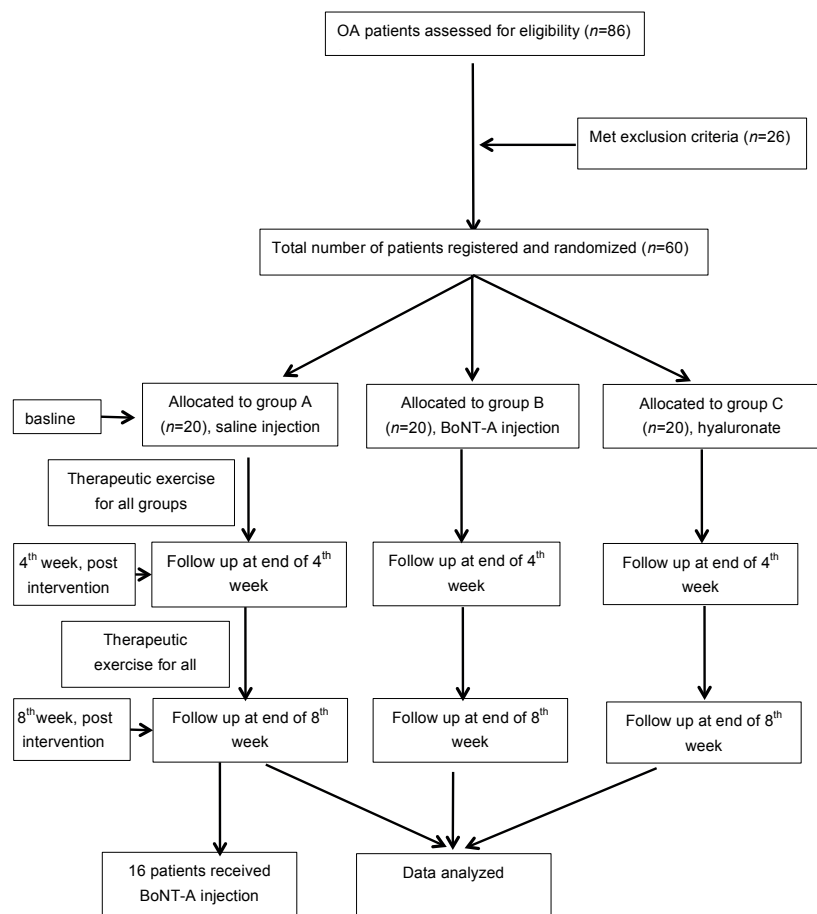 OA patients assessed for eligibility (n=86)
Met exclusion criteria (n=26)
Total number of patients registered and randomized (n=60)
basline
Allocated to group A
(n=20), saline injection
Allocated to group B
(n=20), BoNT-A injection
Allocated to group C
(n=20), hyaluronate
Therapeutic exercise
for all groups
4th week, post
intervention
Follow up at end of 4th
week
Follow up at end of 4th
week
Follow up at end of 4th
week
Therapeutic
exercise for all
8th week, post
intervention
Follow up at end of 8th
week
Follow up at end of 8th
week
Follow up at end of 8th
week
16 patients received
BoNT-A injection
Data analyzed